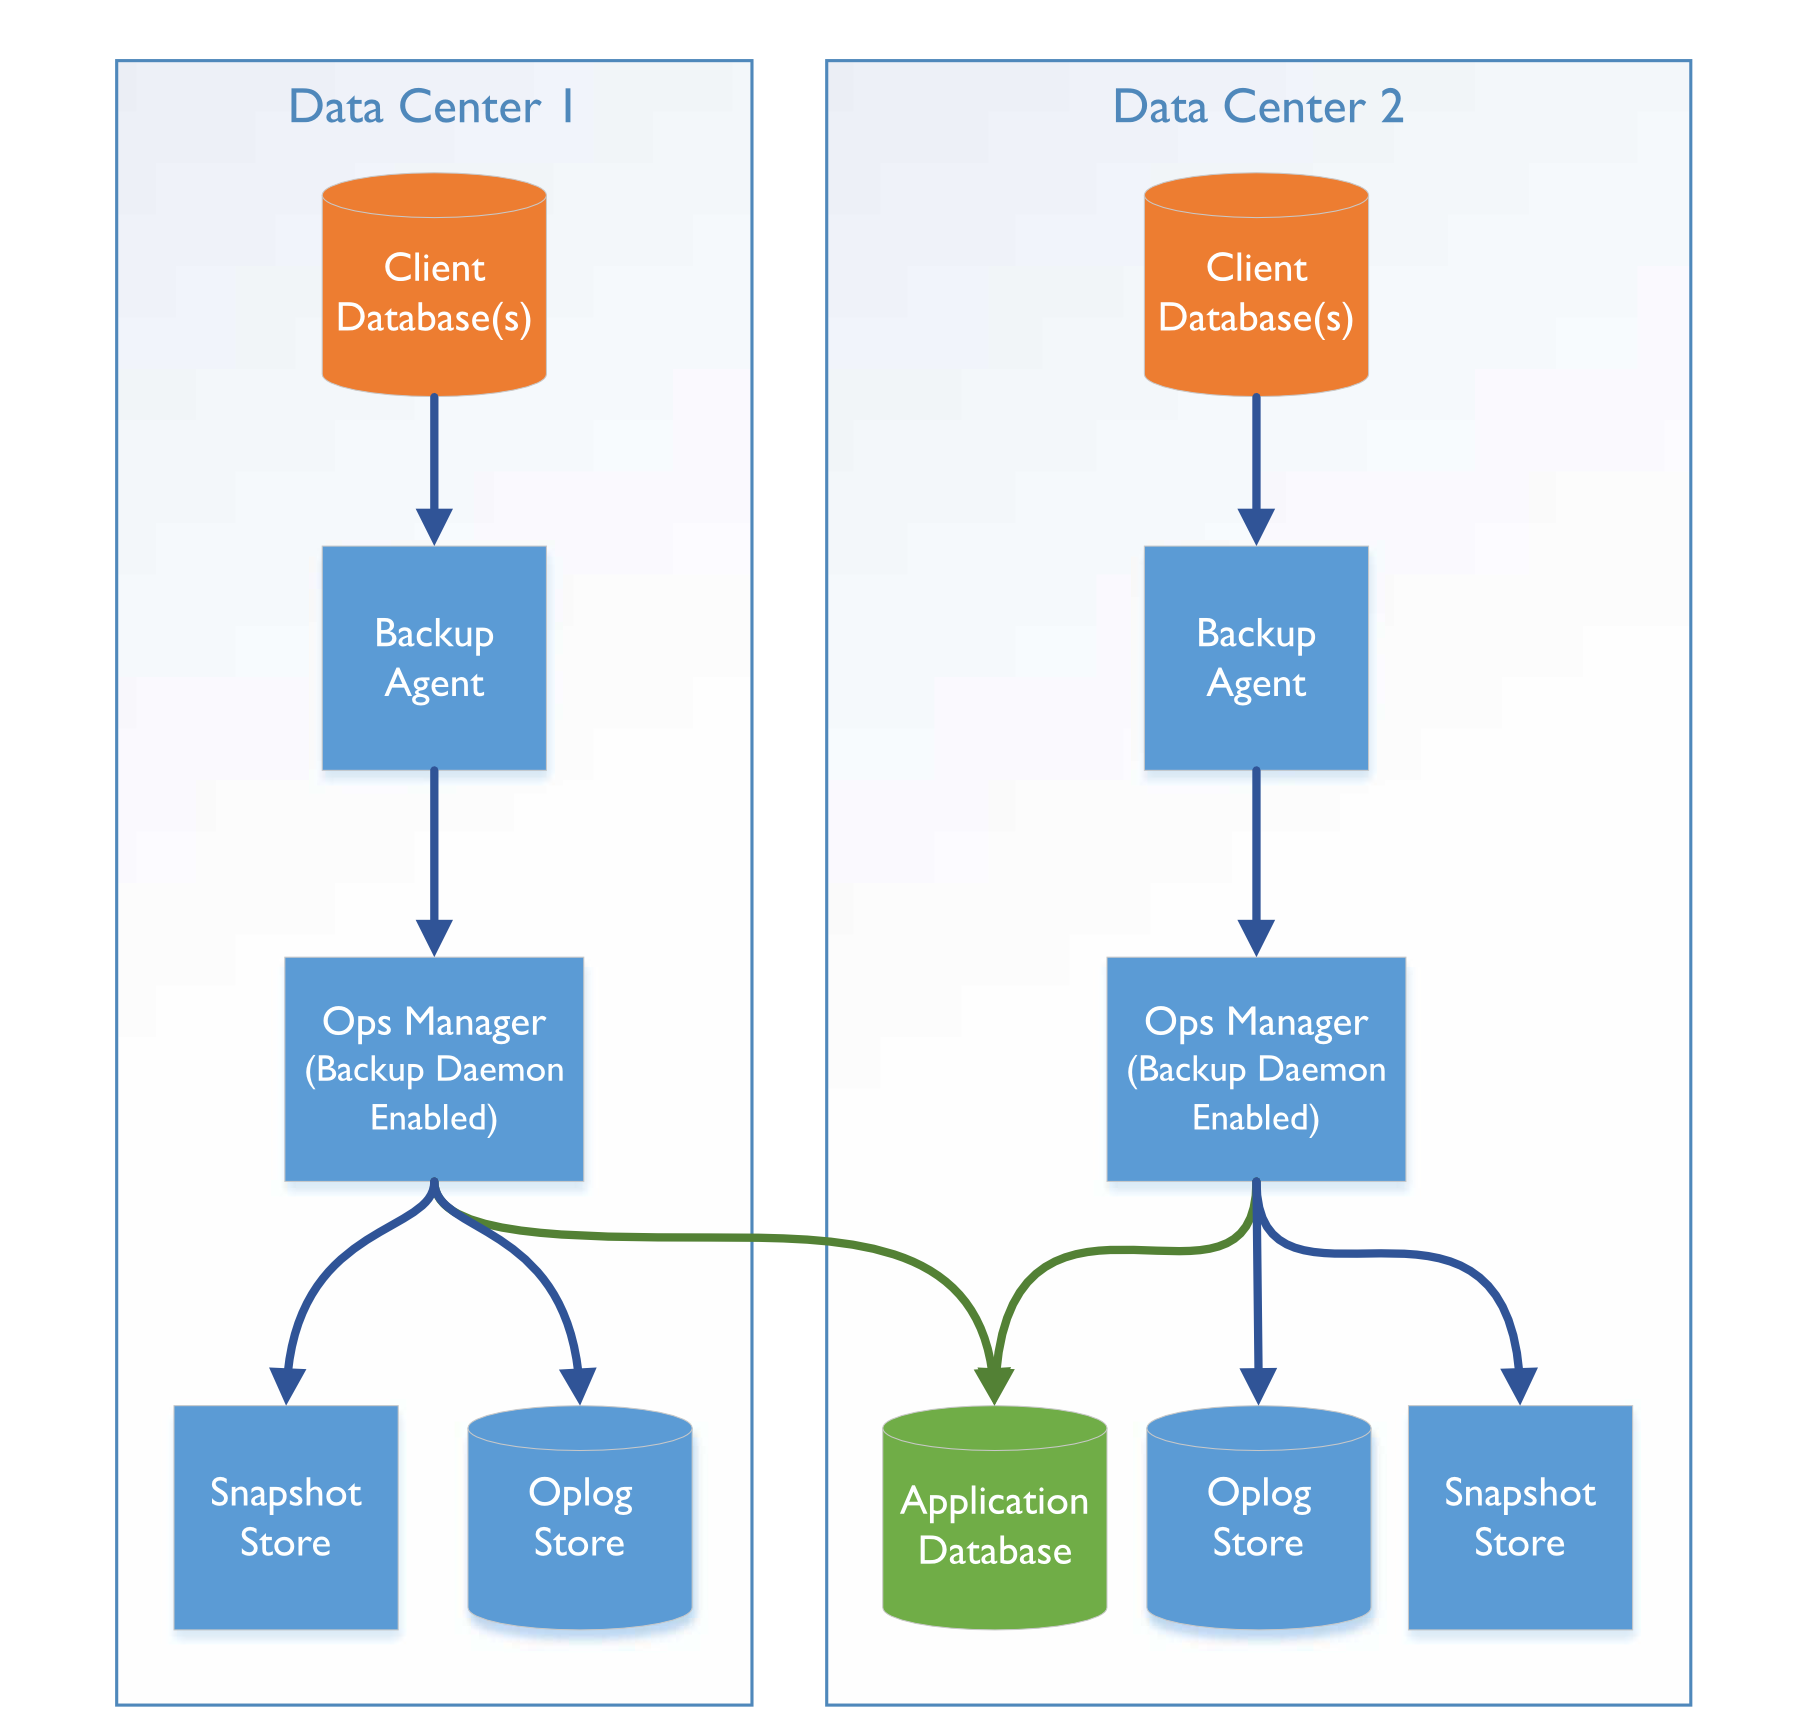 Data Center 1
Client
Database(s)
Backup
Agent
Ops Manager
(Backup Daemon
Enabled)
Snapshot
Store
Oplog
Store
Data Center 2
Client
Database(s)
Backup
Agent
Ops Manager
(Backup Daemon
Enabled)
Application
Database
Oplog
Store
Snapshot
Store